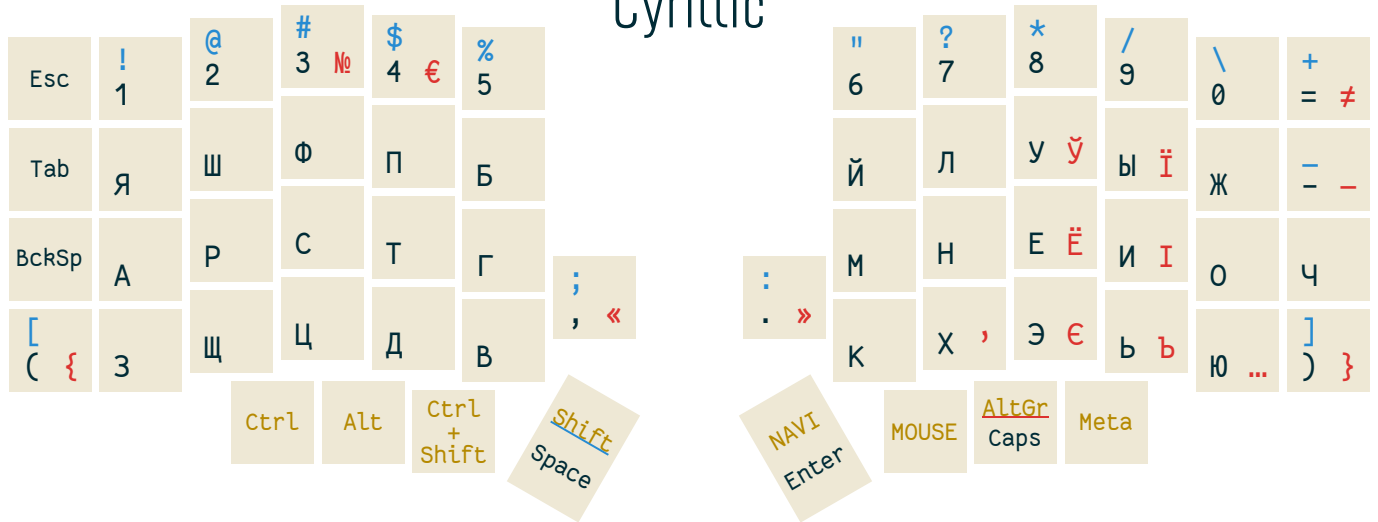 Cyrillic
! @ # $ % " ? * / \ +
Esc 1 2 3 № 4 € 5 6 7 8 9 0 = ≠
Tab Я Ш Ф П Б Й Л У Ў Ы Ї Ж _ - –
BckSp А Р С Т Г М Н Е Ё И І О Ч
; , « : . »
[ ( { З Щ Ц Д В К Х ʼ Э Є Ь Ъ Ю … ] ) }
Ctrl Alt Ctrl + Shift Shift Space NAVI Enter MOUSE AltGr Caps Meta